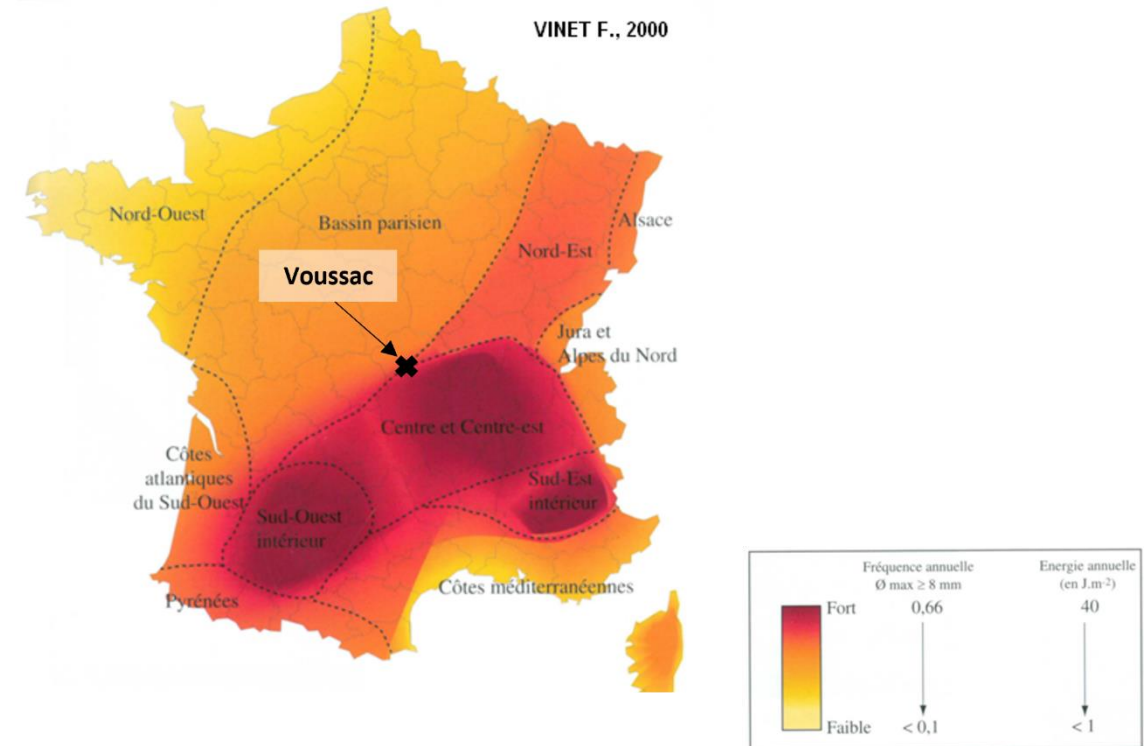 VINET F., 2000
Nord-Ouest
Bassin parisien
Alsace
Nord-Est
Voussac
Jura et
Alpes du Nord
Centre et Centre-est
Côtes
atlantiques
du Sud-Ouest
Sud-Est
intérieur
Sud-Ouest
intérieur
Côtes méditerranéennes
Pyrénées
Fréquence annuelle
Ø max ≥ 8 mm
Energie annuelle
(en J.m-2)
Fort
0,66
40
Faible
< 0,1
< 1